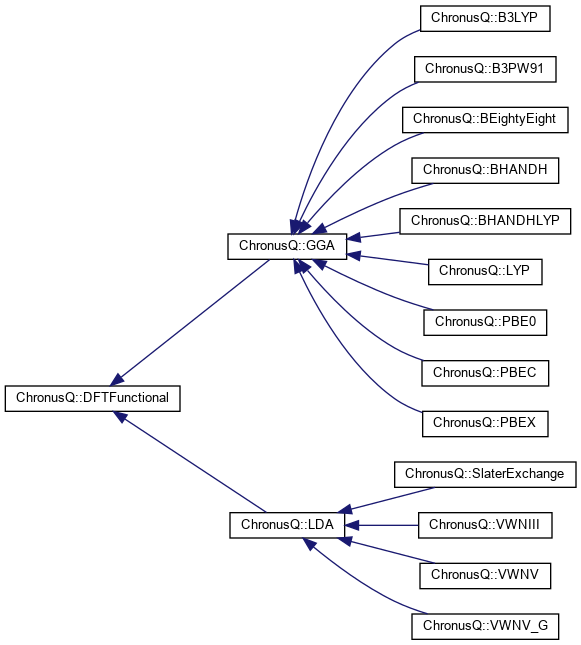 ChronusQ::B3LYP
ChronusQ::B3PW91
ChronusQ::BEightyEight
ChronusQ::BHANDH
ChronusQ::BHANDHLYP
ChronusQ::GGA
ChronusQ::LYP
ChronusQ::PBE0
ChronusQ::PBEC
ChronusQ::DFTFunctional
ChronusQ::PBEX
ChronusQ::SlaterExchange
ChronusQ::LDA
ChronusQ::VWNIII
ChronusQ::VWNV
ChronusQ::VWNV_G